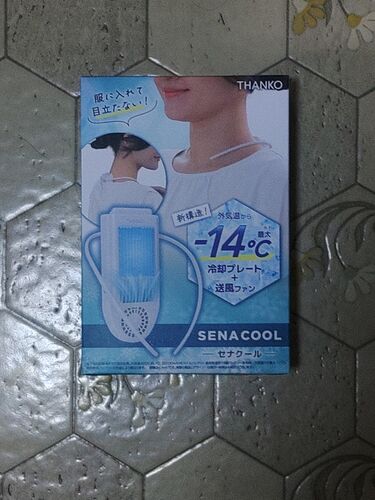 THANKO
服に入れて
目立たない!
新構造!
外気温から
最大
-14℃
冷却プレート
+
送風ファン
SENACOOL
セナクール